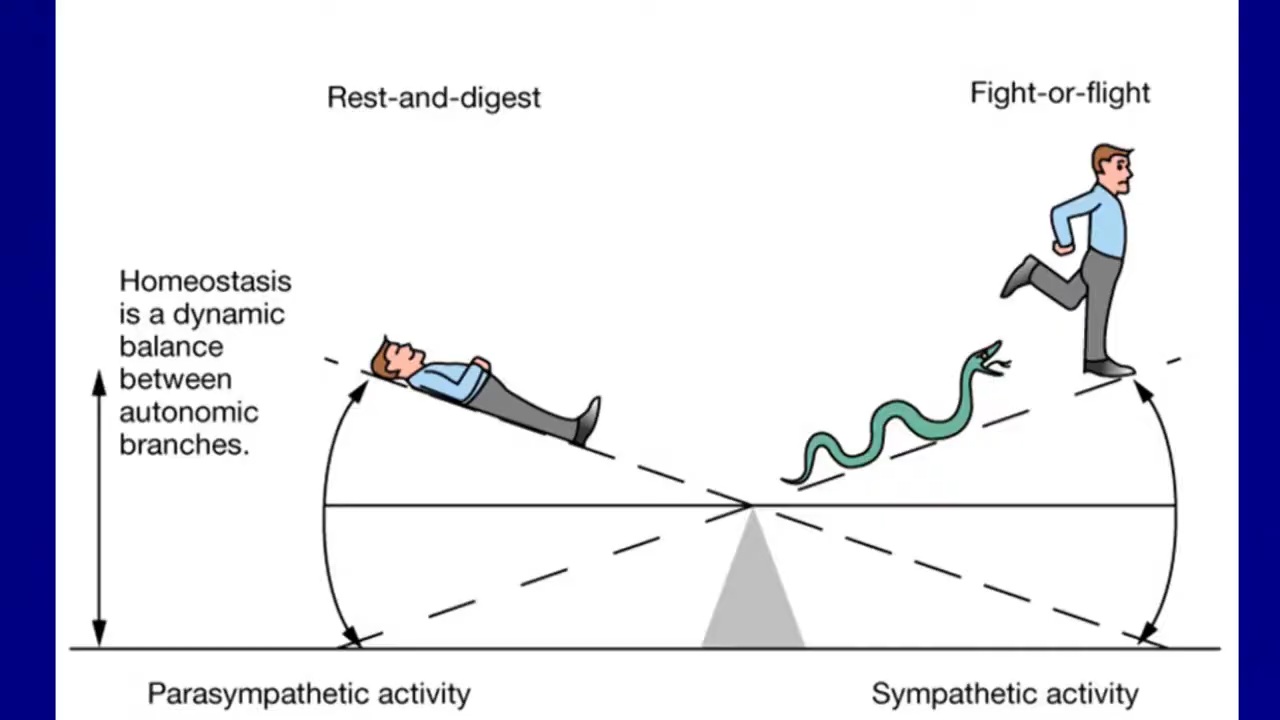 Rest-and-digest
Fight-or-flight
Homeostasis
is a dynamic
balance
between
autonomic
branches.
Parasympathetic activity
Sympathetic activity